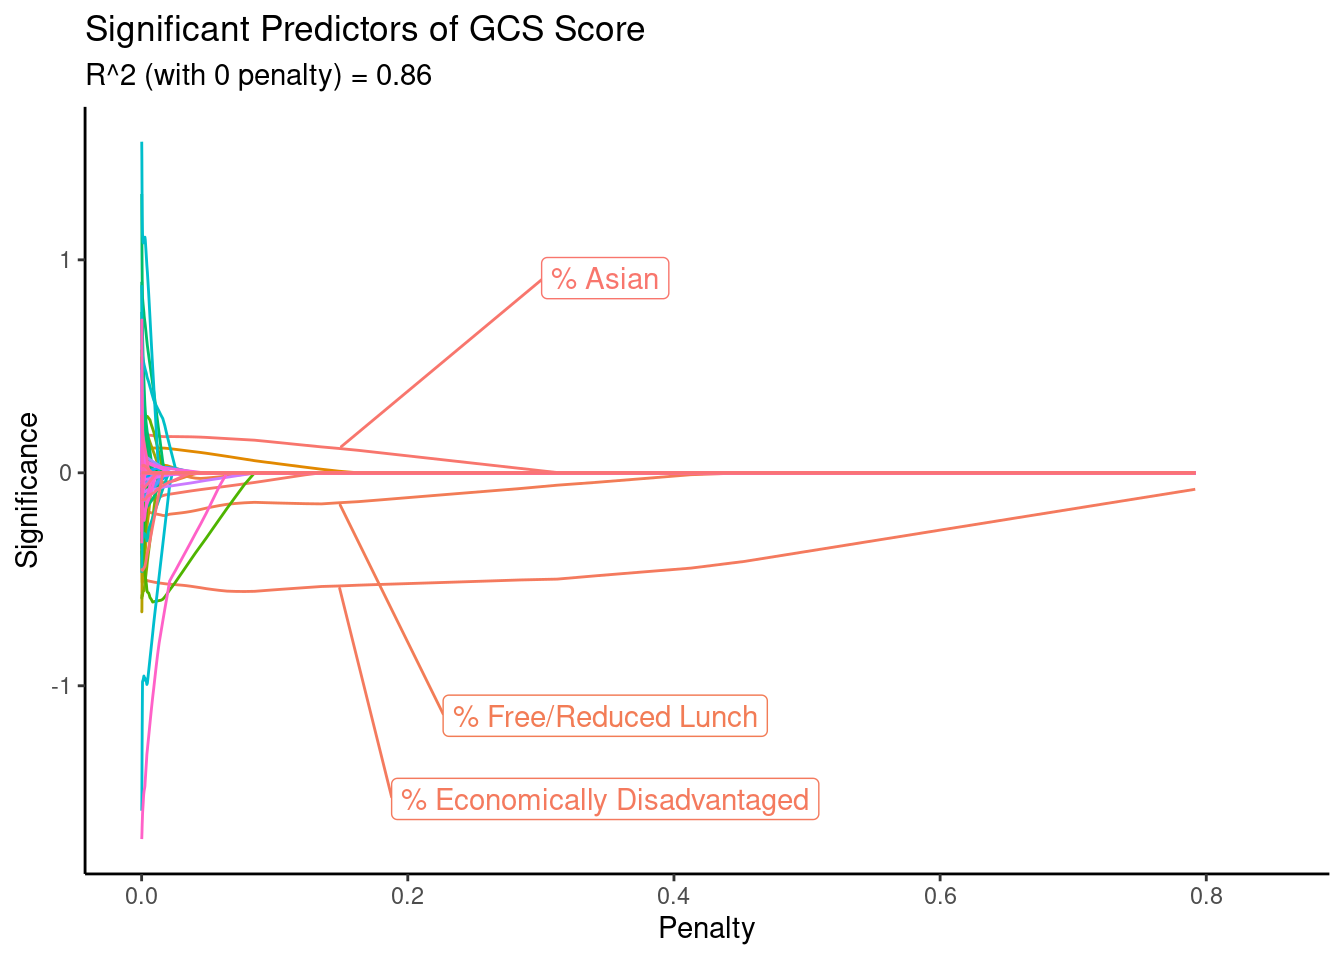 Significant Predictors of GCS Score
R^2 (with 0 penalty) = 0.86
Significance
1
0
-1
% Asian
% Free/Reduced Lunch
% Economically Disadvantaged
0.0
0.2
0.4
0.6
0.8
Penalty